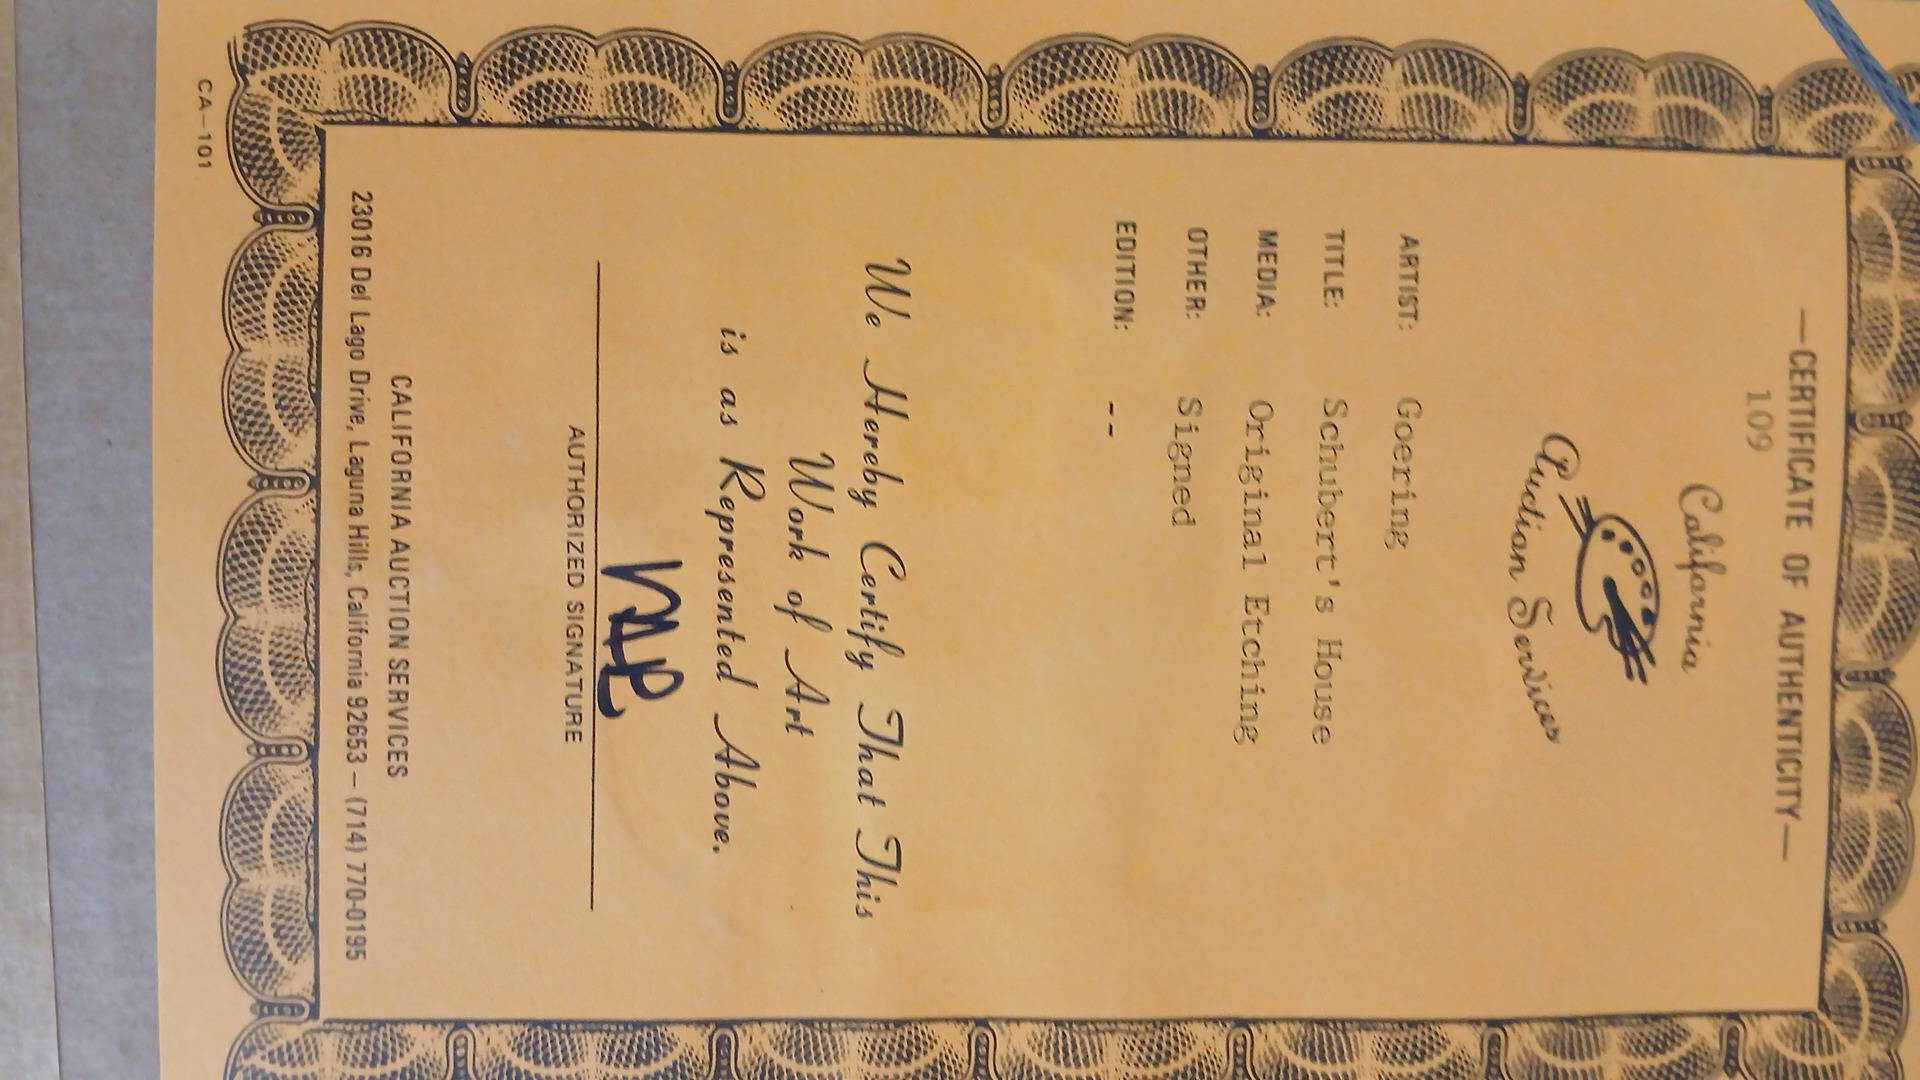 —CERTIFICATE OF AUTHENTICITY—
109
California
Auction Services
ARTIST: Goering
TITLE: Schubert's House
MEDIA: Original Etching
OTHER: Signed
EDITION: --
We Hereby Certify That This
Work of Art
is as Represented Above.
AUTHORIZED SIGNATURE
CALIFORNIA AUCTION SERVICES
23016 Del Lago Drive, Laguna Hills, California 92653 — (714) 770-0195
CA-101